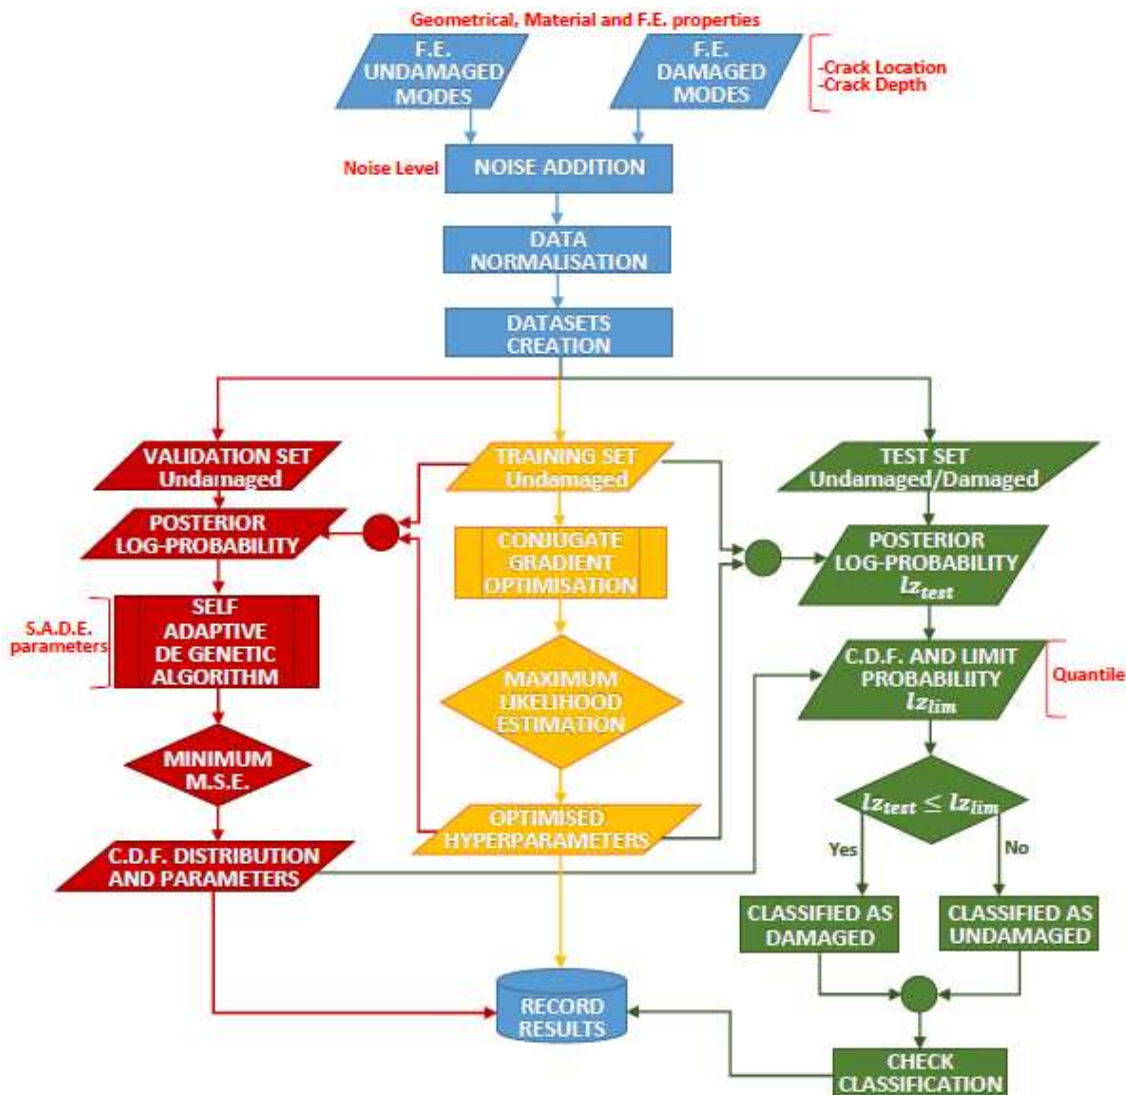 Geometrical, Material and F.E. properties
F.E.
UNDAMAGED
MODES
F.E.
DAMAGED
MODES
-Crack Location
-Crack Depth
Noise Level
NOISE ADDITION
DATA
NORMALISATION
DATASETS
CREATION
VALIDATION SET
Undamaged
TRAINING SET
Undamaged
TEST SET
Undamaged/Damaged
POSTERIOR
LOG-PROBABILITY
CONJUGATE
GRADIENT
OPTIMISATION
POSTERIOR
LOG-PROBABILITY
lz_test
S.A.D.E.
parameters
SELF
ADAPTIVE
DE GENETIC
ALGORITHM
MAXIMUM
LIKELIHOOD
ESTIMATION
C.D.F. AND LIMIT
PROBABILIITY
lz_lim
Quantile
MINIMUM
M.S.E.
lz_test ≤ lz_lim
OPTIMISED
HYPERPARAMETERS
Yes
No
C.D.F. DISTRIBUTION
AND PARAMETERS
CLASSIFIED AS
DAMAGED
CLASSIFIED AS
UNDAMAGED
RECORD
RESULTS
CHECK
CLASSIFICATION